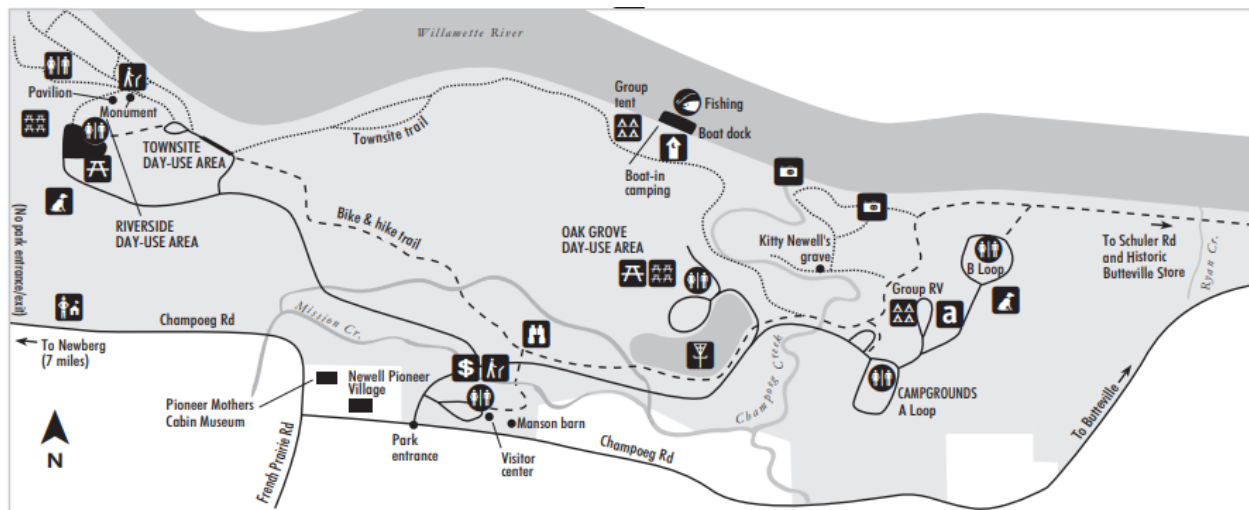 Willamette River
Pavilion
Monument
TOWNSITE
DAY-USE AREA
RIVERSIDE
DAY-USE AREA
Townsite trail
Group
tent
Fishing
Boat dock
Boat-in
camping
Bike & hike trail
OAK GROVE
DAY-USE AREA
Kitty Newell's
grave
B Loop
To Schuler Rd
and Historic
Butteville Store
Ryan Cr.
Group RV
a
(No park entrance/exit)
Champoeg Rd
To Newberg
(7 miles)
Mission Cr.
$
Newell Pioneer
Village
Pioneer Mothers
Cabin Museum
N
French Prairie Rd
Park
entrance
Visitor
center
Manson barn
Champoeg Rd
Champoeg Creek
CAMPGROUNDS
A Loop
To Butteville